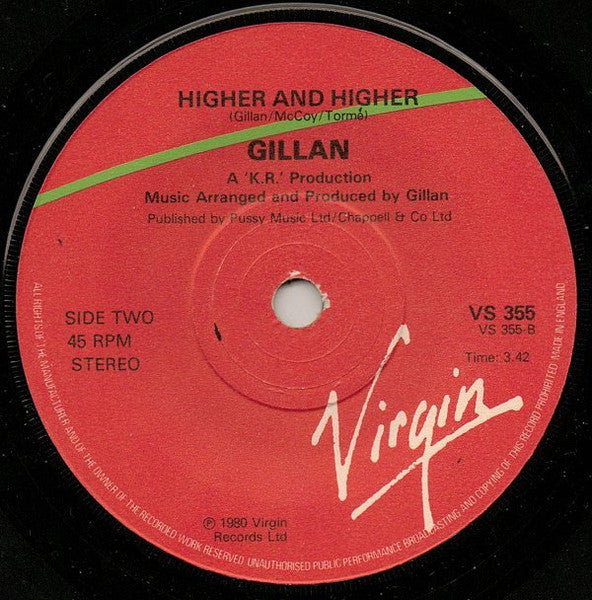 HIGHER AND HIGHER
(Gillan/McCoy/Tormé)
GILLAN
A 'K.R.' Production
Music Arranged and Produced by Gillan
Published by Pussy Music Ltd/Chappell & Co Ltd
SIDE TWO
45 RPM
STEREO
VS 355
VS 355-B
Time: 3.42
Virgin
℗ 1980 Virgin
Records Ltd
ALL RIGHTS OF THE MANUFACTURER AND OF THE OWNER OF THE RECORDED WORK RESERVED. UNAUTHORISED PUBLIC PERFORMANCE BROADCASTING AND COPYING OF THIS RECORD PROHIBITED. MADE IN ENGLAND